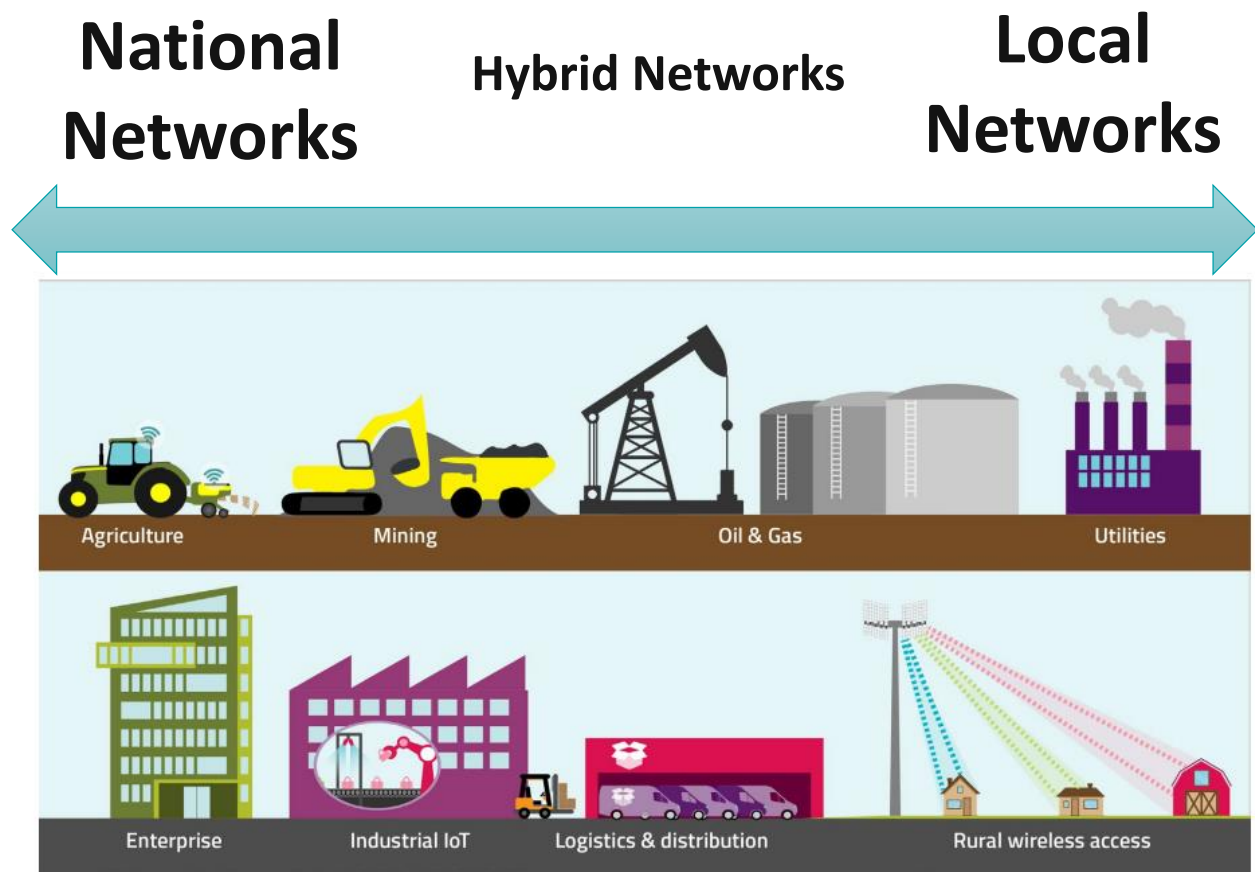 National
Networks
Hybrid Networks
Local
Networks
Agriculture
Mining
Oil & Gas
Utilities
Enterprise
Industrial IoT
Logistics & distribution
Rural wireless access